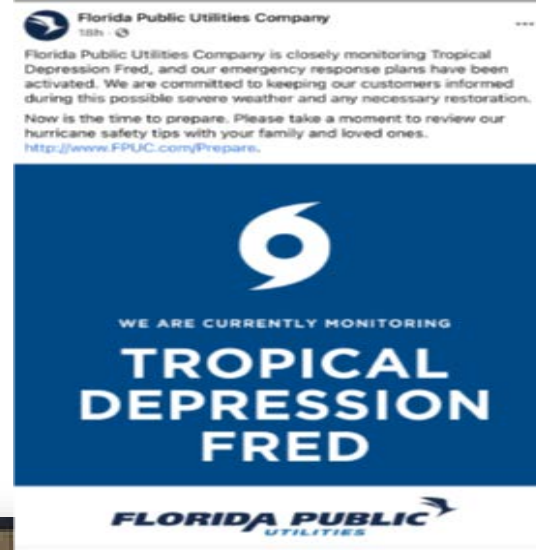 Florida Public Utilities Company
18h ·
Florida Public Utilities Company is closely monitoring Tropical
Depression Fred, and our emergency response plans have been
activated. We are committed to keeping our customers informed
during this possible severe weather and any necessary restoration.
Now is the time to prepare. Please take a moment to review our
hurricane safety tips with your family and loved ones.
http://www.FPUC.com/Prepare.
WE ARE CURRENTLY MONITORING
TROPICAL
DEPRESSION
FRED
FLORIDA PUBLIC
UTILITIES